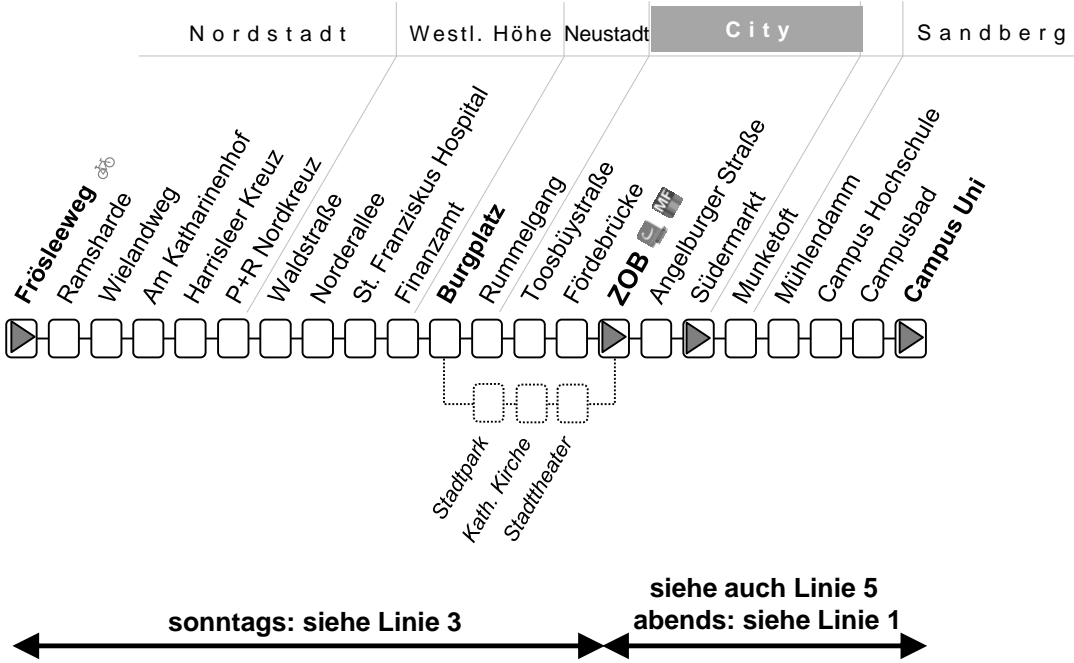 Nordstadt
Westl. Höhe
Neustadt
City
Sandberg
Frösleeweg
Ramsharde
Wielandweg
Am Katharinenhof
Harrisleer Kreuz
P+R Nordkreuz
Waldstraße
Norderallee
St. Franziskus Hospital
Finanzamt
Burgplatz
Rummelgang
Toosbüystraße
Fördebrücke
ZOB
MF
Angelburger Straße
Südermarkt
Munketoft
Mühlendamm
Campus Hochschule
Campusbad
Campus Uni
Stadtpark
Kath. Kirche
Stadttheater
sonntags: siehe Linie 3
siehe auch Linie 5
abends: siehe Linie 1